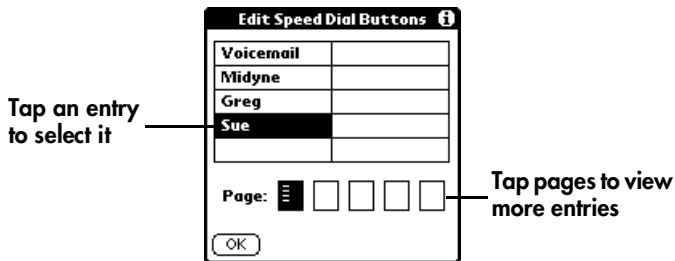 Edit Speed Dial Buttons i
Voicemail
Midyne
Greg
Sue
Tap an entry
to select it
Page:
Tap pages to view
more entries
OK